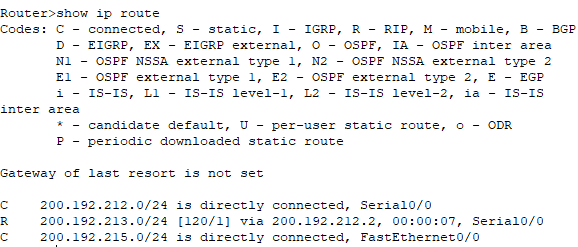 Router>show ip route
Codes: C - connected, S - static, I - IGRP, R - RIP, M - mobile, B - BGP
D - EIGRP, EX - EIGRP external, O - OSPF, IA - OSPF inter area
N1 - OSPF NSSA external type 1, N2 - OSPF NSSA external type 2
E1 - OSPF external type 1, E2 - OSPF external type 2, E - EGP
i - IS-IS, L1 - IS-IS level-1, L2 - IS-IS level-2, ia - IS-IS
inter area
* - candidate default, U - per-user static route, o - ODR
P - periodic downloaded static route
Gateway of last resort is not set
C 200.192.212.0/24 is directly connected, Serial0/0
R 200.192.213.0/24 [120/1] via 200.192.212.2, 00:00:07, Serial0/0
C 200.192.215.0/24 is directly connected, FastEthernet0/0